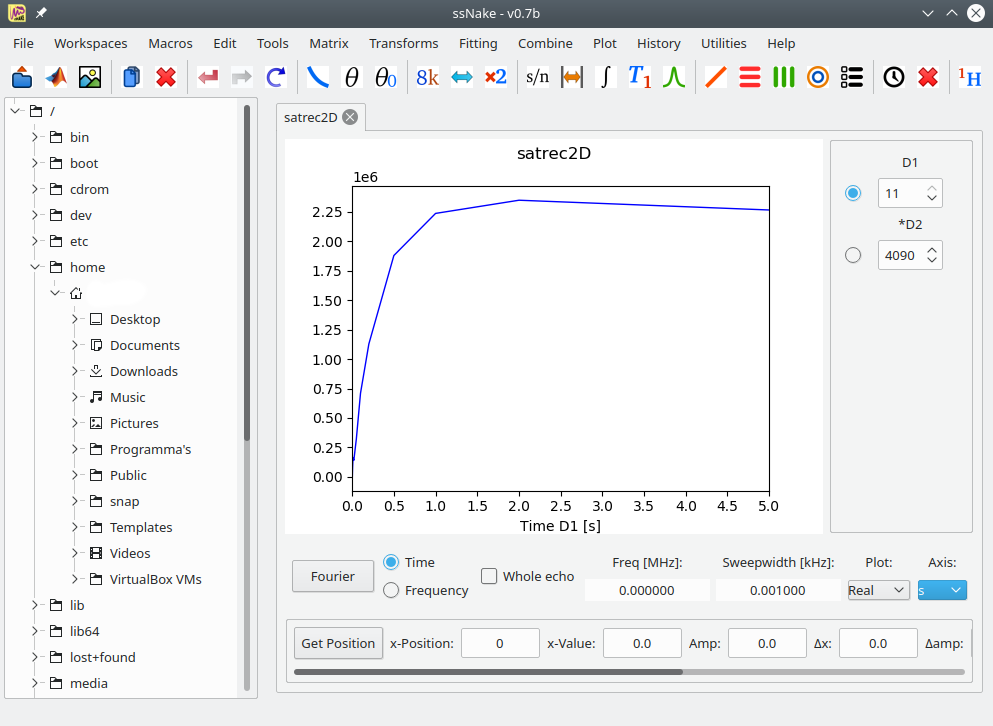 ssNake - v0.7b
File Workspaces Macros Edit Tools Matrix Transforms Fitting Combine Plot History Utilities Help
θ θ0 8k ×2 s/n ∫ T1 1H
/
bin
boot
cdrom
dev
etc
home
Desktop
Documents
Downloads
Music
Pictures
Programma's
Public
snap
Templates
Videos
VirtualBox VMs
lib
lib64
lost+found
media
satrec2D
satrec2D
1e6
2.25
2.00
1.75
1.50
1.25
1.00
0.75
0.50
0.25
0.00
0.0 0.5 1.0 1.5 2.0 2.5 3.0 3.5 4.0 4.5 5.0
Time D1 [s]
D1
11
*D2
4090
Fourier
Time
Frequency
Whole echo
Freq [MHz]:
0.000000
Sweepwidth [kHz]:
0.001000
Plot:
Real
Axis:
s
Get Position x-Position: 0 x-Value: 0.0 Amp: 0.0 Δx: 0.0 Δamp: